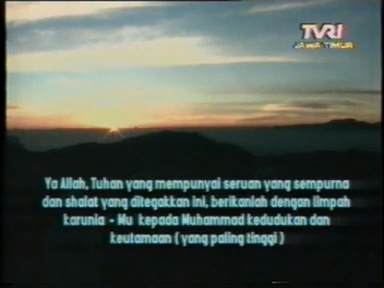 TVRI
JAWA TIMUR
Ya Allah, Tuhan yang mempunyai seruan yang sempurna
dan shalat yang ditegakkan ini, berikanlah dengan limpah
karunia - Mu kepada Muhammad kedudukan dan
keutamaan ( yang paling tinggi )